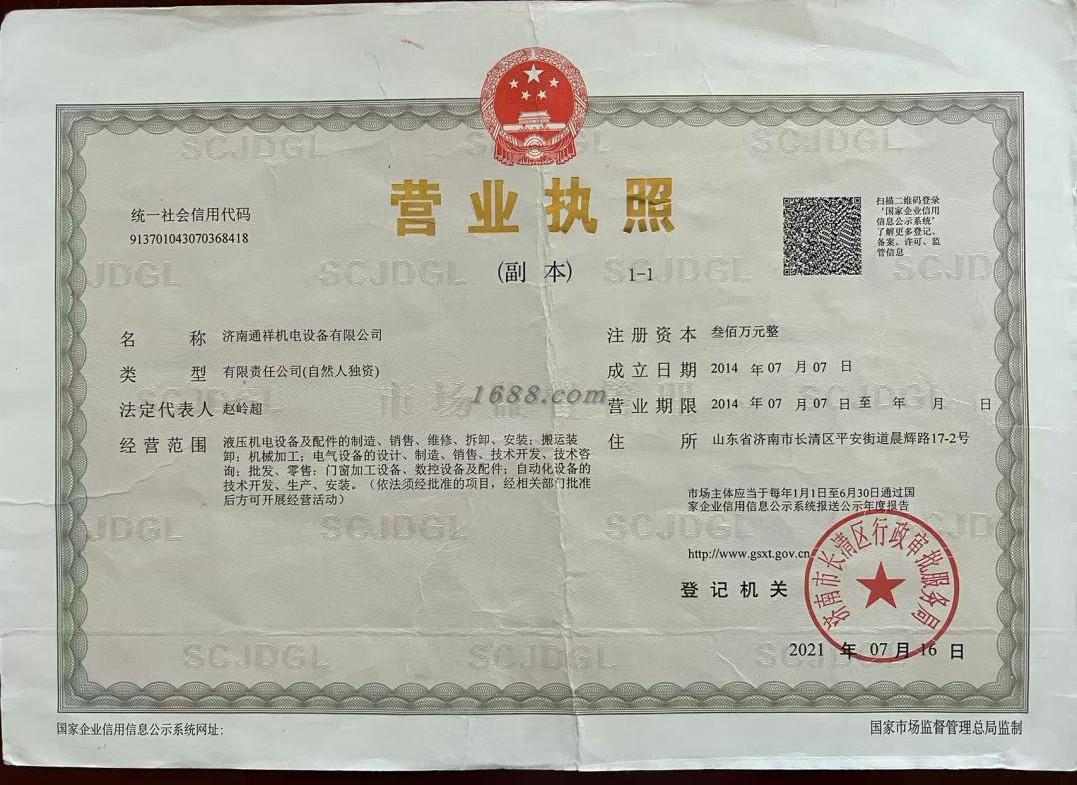 统一社会信用代码
913701043070368418
营业执照
(副 本) 1-1
扫描二维码登录
'国家企业信用
信息公示系统'
了解更多登记、
备案、许可、监
管信息
名 称 济南通祥机电设备有限公司
类 型 有限责任公司(自然人独资)
法定代表人 赵岭超
经营范围 液压机电设备及配件的制造、销售、维修、拆卸、安装；搬运装
卸；机械加工；电气设备的设计、制造、销售、技术开发、技术咨
询；批发、零售：门窗加工设备、数控设备及配件；自动化设备的
技术开发、生产、安装。（依法须经批准的项目，经相关部门批准
后方可开展经营活动）
注册资本 叁佰万元整
成立日期 2014 年 07 月 07 日
营业期限 2014 年 07 月 07 日 至 年 月 日
住 所 山东省济南市长清区平安街道晨辉路17-2号
1688.com
市场主体应当于每年1月1日至6月30日通过国
家企业信用信息公示系统报送公示年度报告
http://www.gsxt.gov.cn
登记机关
济南市长清区行政审批服务局
2021 年 07 月 16 日
国家企业信用信息公示系统网址：
国家市场监督管理总局监制
SCJDGL
SCJDGL
JDGL
SCJDGL
SCJDGL
SCJDGL
JDGL
SCJDGL
SCJDGL
SCJDGL
SCJDGL